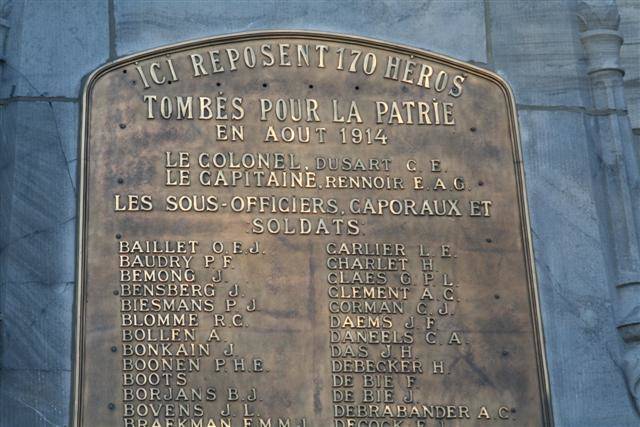 ICI REPOSENT 170 HÉROS
TOMBÉS POUR LA PATRIE
EN AOUT 1914
LE COLONEL, DUSART C. E.
LE CAPITAINE, RENNOIR E.A.G.
LES SOUS-OFFICIERS, CAPORAUX ET
SOLDATS:
BAILLET O.E.J.
BAUDRY P.F.
BEMONG J.
BENSBERG J.
BIESMANS P.J.
BLOMME R.C.
BOLLEN A.
BONKAIN J.
BOONEN P.H.E.
BOOTS
BORJANS B.J.
BOVENS J.L.
BRAEKMAN E.M.M.J.
CARLIER L.E.
CHARLET H.
CLAES G.P.L.
CLEMENT A.C.
CORMAN C.J.
DAEMS J.F.
DANEELS C.A.
DAS J.H.
DEBECKER H.
DE BIE F.
DE BIE J.
DEBRABANDER A.C.
DECOCK F.J.